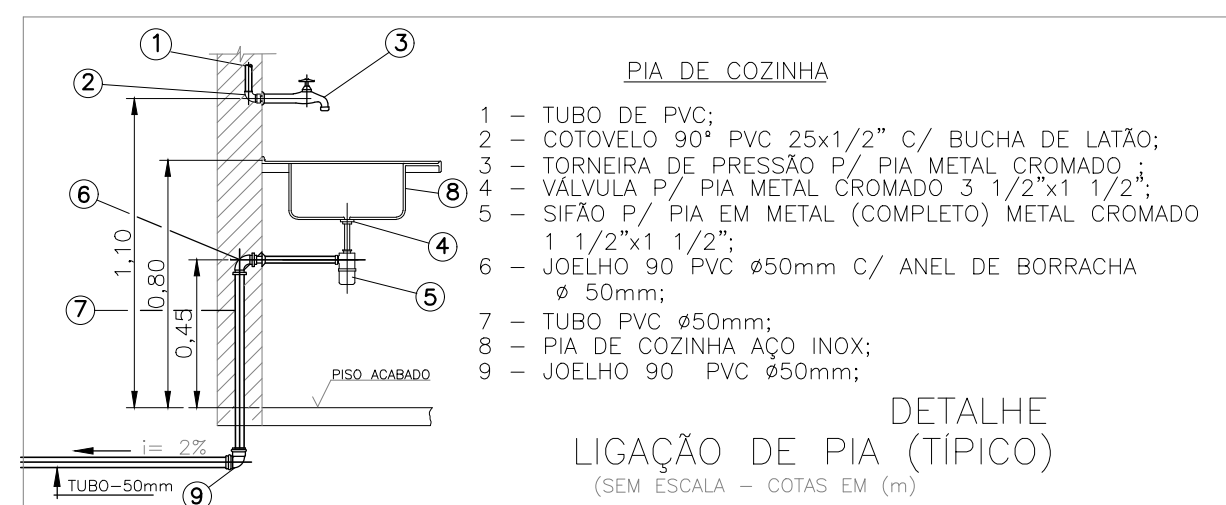 1
2
3
6
8
4
5
7
9
1,10
0,80
0,45
PISO ACABADO
i= 2%
TUBO-50mm
PIA DE COZINHA
1 - TUBO DE PVC;
2 - COTOVELO 90° PVC 25x1/2" C/ BUCHA DE LATÃO;
3 - TORNEIRA DE PRESSÃO P/ PIA METAL CROMADO ;
4 - VÁLVULA P/ PIA METAL CROMADO 3 1/2"x1 1/2";
5 - SIFÃO P/ PIA EM METAL (COMPLETO) METAL CROMADO
1 1/2"x1 1/2";
6 - JOELHO 90 PVC ø50mm C/ ANEL DE BORRACHA
ø 50mm;
7 - TUBO PVC ø50mm;
8 - PIA DE COZINHA AÇO INOX;
9 - JOELHO 90 PVC ø50mm;
DETALHE
LIGAÇÃO DE PIA (TÍPICO)
(SEM ESCALA - COTAS EM (m)